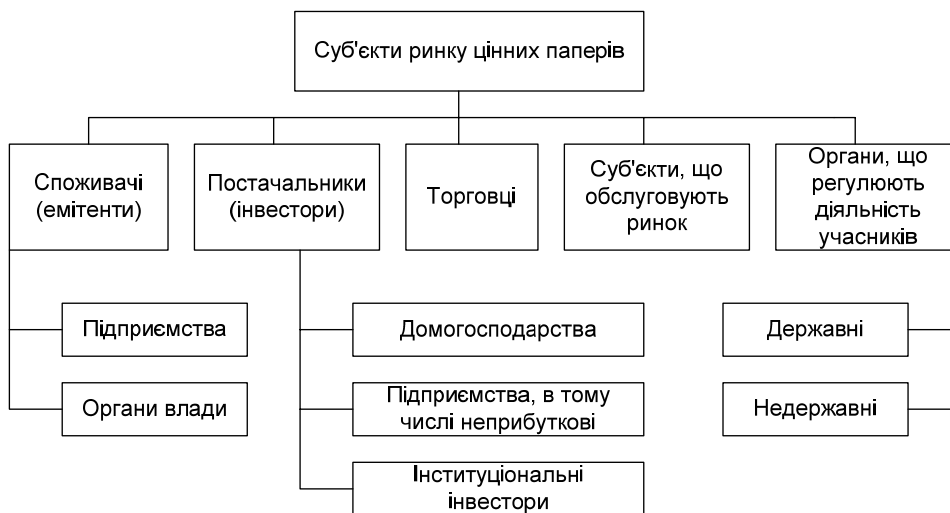 Суб'єкти ринку цінних паперів
Споживачі
(емітенти)
Постачальники
(інвестори)
Торговці
Суб'єкти, що
обслуговують
ринок
Органи, що
регулюють
діяльність
учасників
Підприємства
Органи влади
Домогосподарства
Підприємства, в тому
числі неприбуткові
Інституціональні
інвестори
Державні
Недержавні